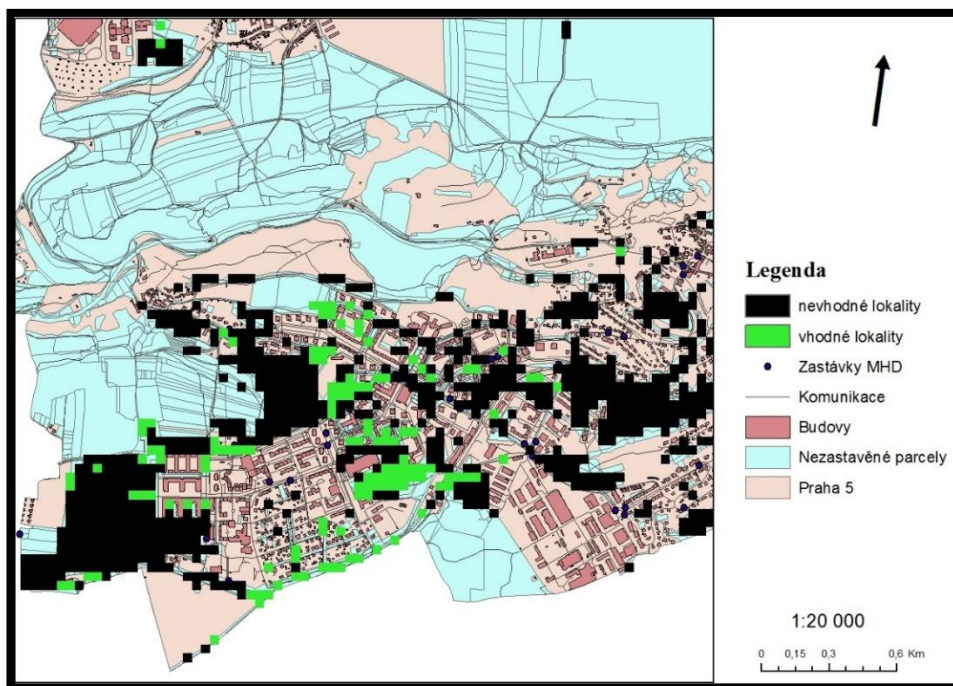 Legenda
nevhodné lokality
vhodné lokality
Zastávky MHD
Komunikace
Budovy
Nezastavěné parcely
Praha 5
1:20 000
0 0,15 0,3 0,6 Km